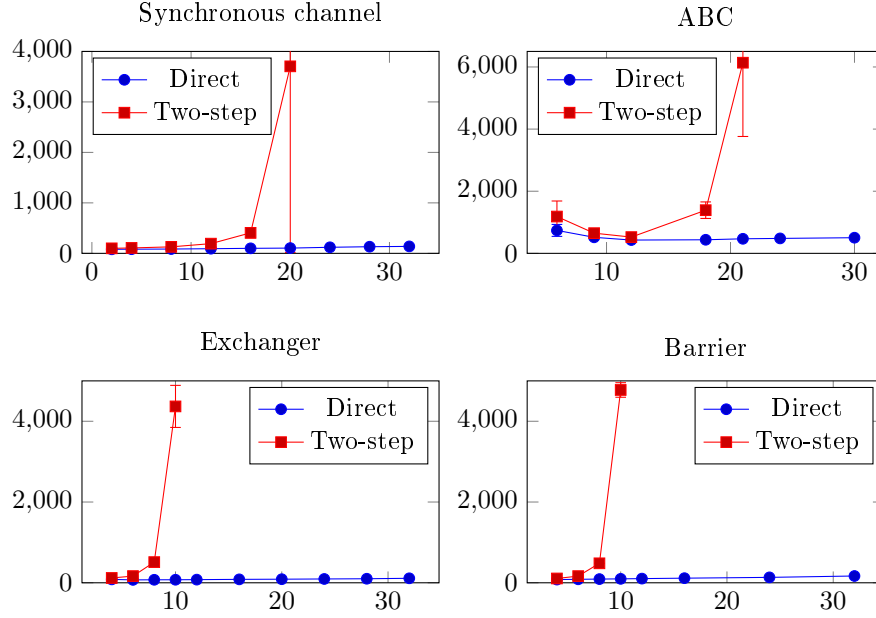 Synchronous channel
4,000
3,000
2,000
1,000
0
Direct
Two-step
0
10
20
30
ABC
6,000
4,000
2,000
0
Direct
Two-step
10
20
30
Exchanger
4,000
2,000
0
Direct
Two-step
10
20
30
Barrier
4,000
2,000
0
Direct
Two-step
10
20
30